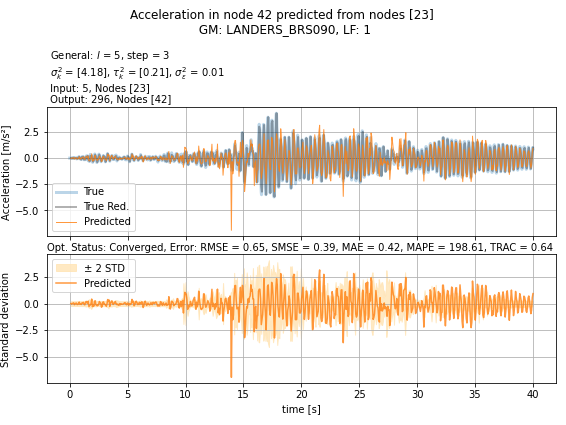 Acceleration in node 42 predicted from nodes [23]
GM: LANDERS_BRS090, LF: 1
General: l = 5, step = 3
σ²ₖ = [4.18], τ²ₖ = [0.21], σ²ε = 0.01
Input: 5, Nodes [23]
Output: 296, Nodes [42]
Acceleration [m/s²]
2.5
0.0
−2.5
−5.0
True
True Red.
Predicted
Opt. Status: Converged, Error: RMSE = 0.65, SMSE = 0.39, MAE = 0.42, MAPE = 198.61, TRAC = 0.64
Standard deviation
2.5
0.0
−2.5
−5.0
± 2 STD
Predicted
0 5 10 15 20 25 30 35 40
time [s]